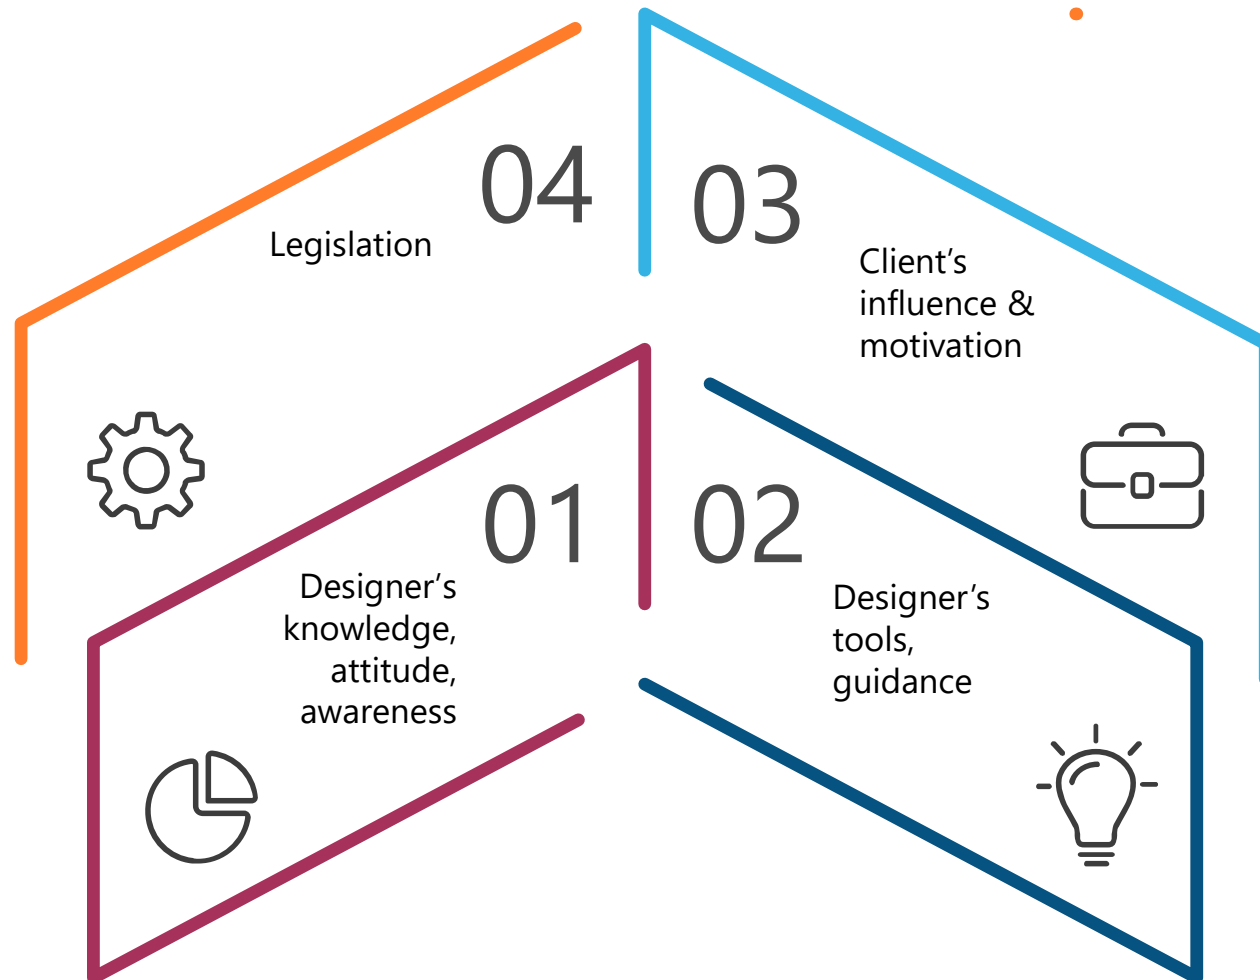 04
Legislation
03
Client’s
influence &
motivation
01
Designer’s
knowledge,
attitude,
awareness
02
Designer’s
tools,
guidance